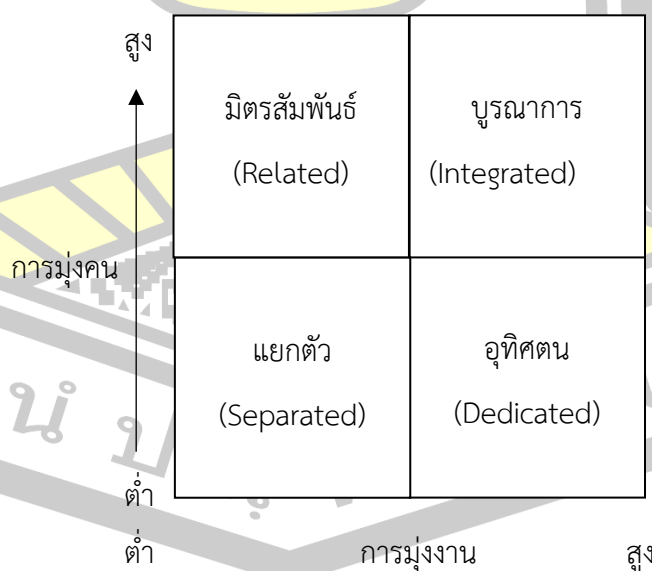 สูง
มิตรสัมพันธ์
(Related)
บูรณาการ
(Integrated)
การมุ่งคน
แยกตัว
(Separated)
อุทิศตน
(Dedicated)
ต่ำ
ต่ำ การมุ่งงาน สูง